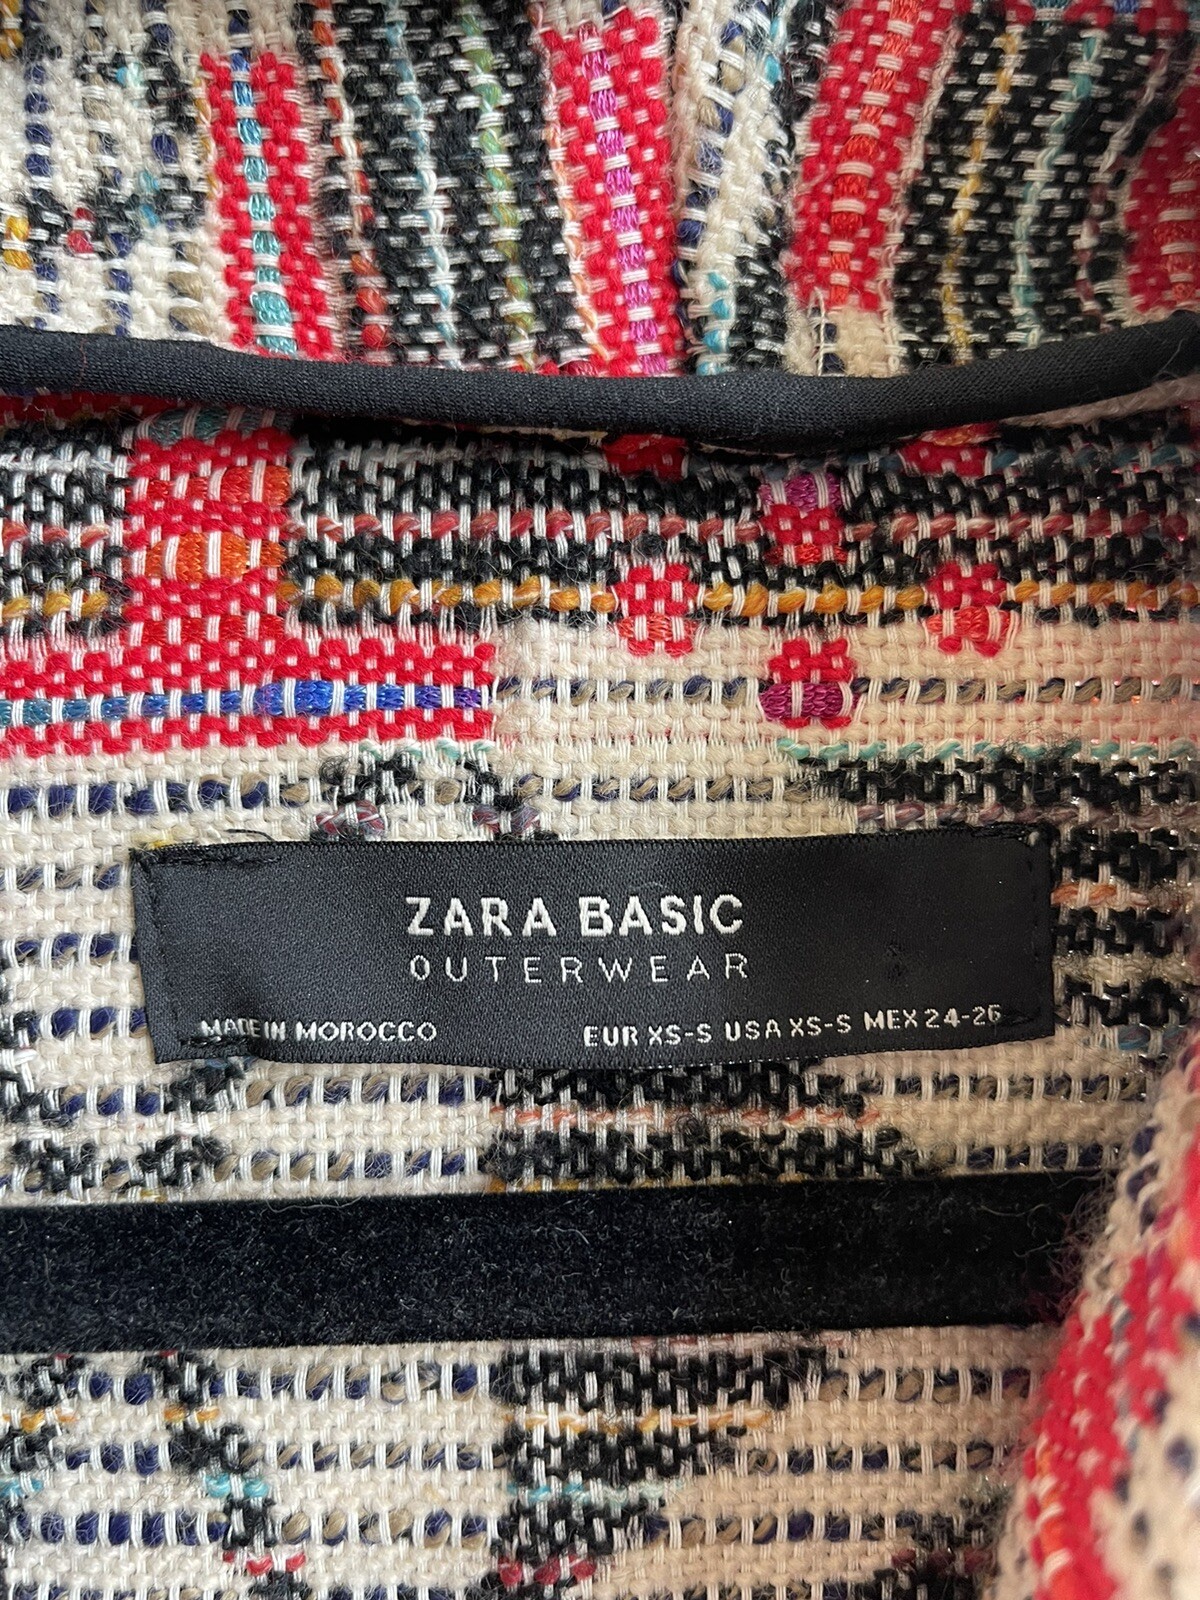 ZARA BASIC
OUTERWEAR
MADE IN MOROCCO EUR XS-S USA XS-S MEX 24-26